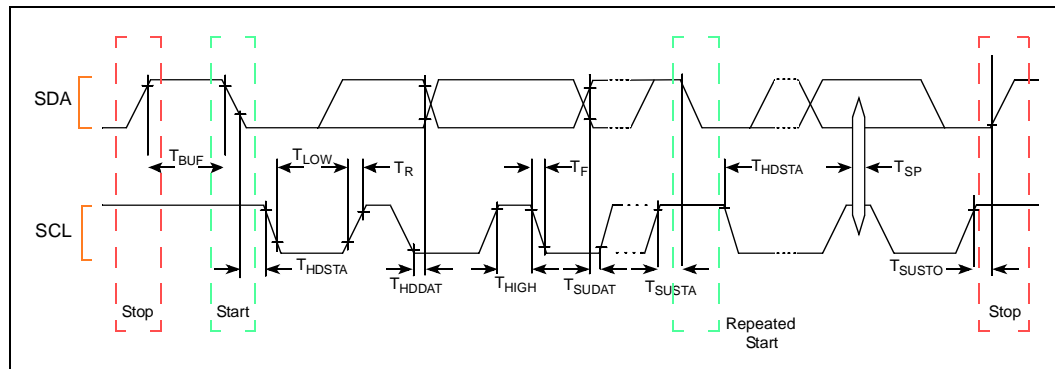 SDA
T_BUF
T_LOW
T_R
T_F
T_HDSTA
T_SP
SCL
T_HDSTA
T_HDDAT
T_HIGH
T_SUDAT
T_SUSTA
T_SUSTO
Stop
Start
Repeated
Start
Stop